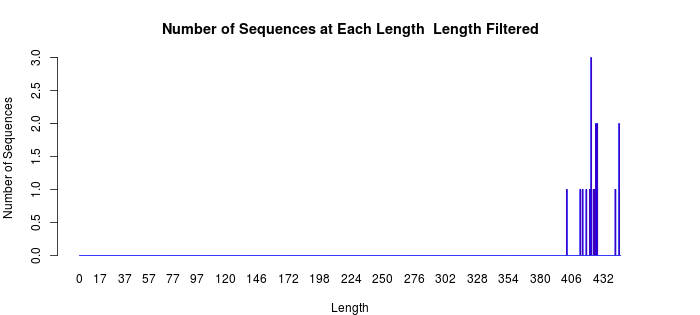 Number of Sequences at Each Length  Length Filtered
Number of Sequences
3.0
2.5
2.0
1.5
1.0
0.5
0.0
0 17 37 57 77 97 120 146 172 198 224 250 276 302 328 354 380 406 432
Length